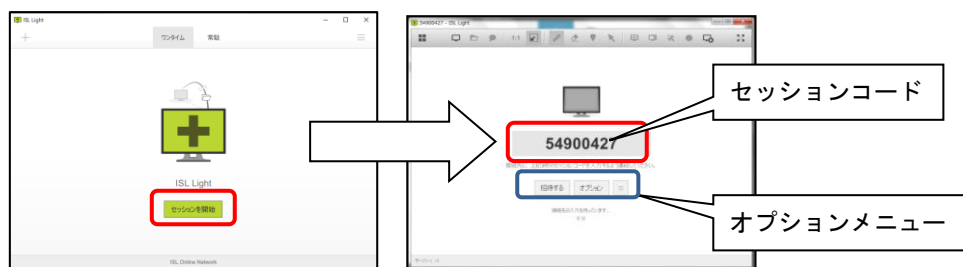 ISL Light
ワンタイム 常駐
ISL Light
セッションを開始
ISL Online Network
54900427 - ISL Light
1:1
54900427
招待する オプション
セッションコード
オプションメニュー